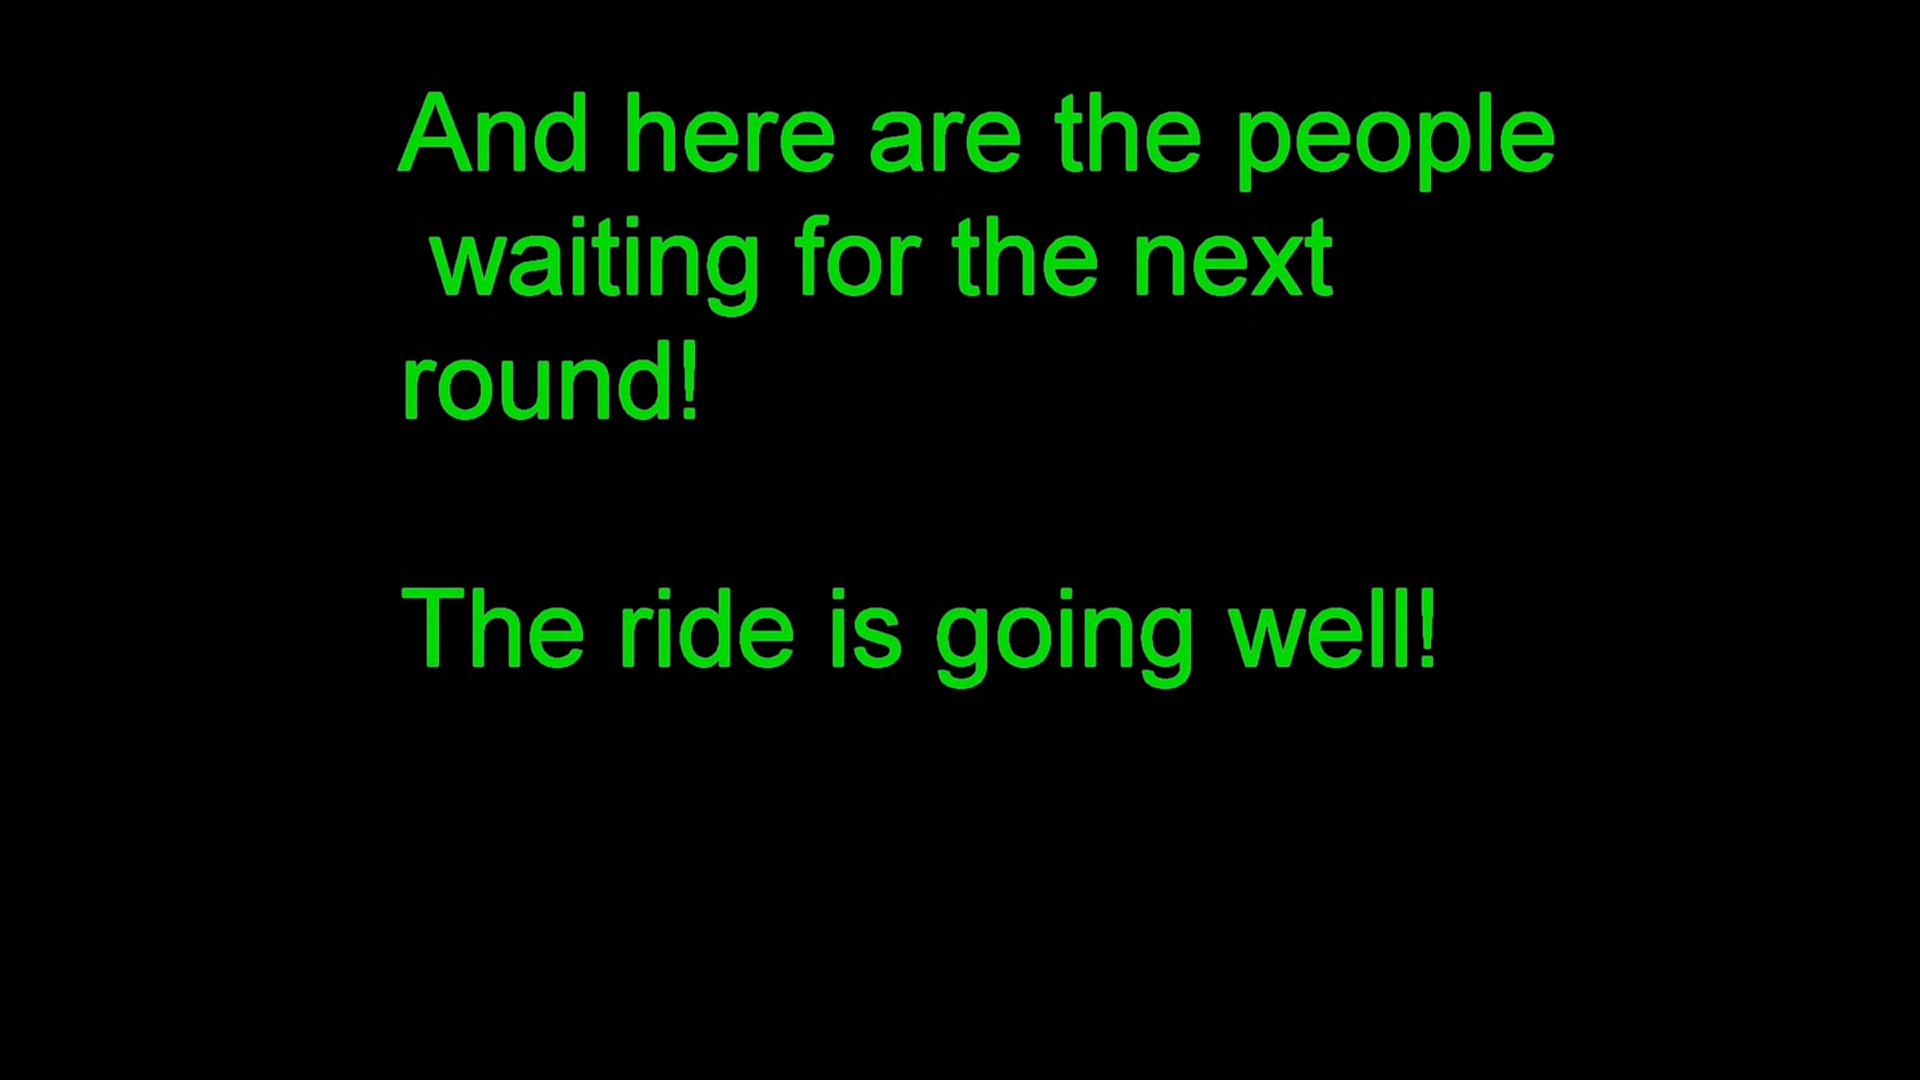 And here are the people
waiting for the next
round!
The ride is going well!